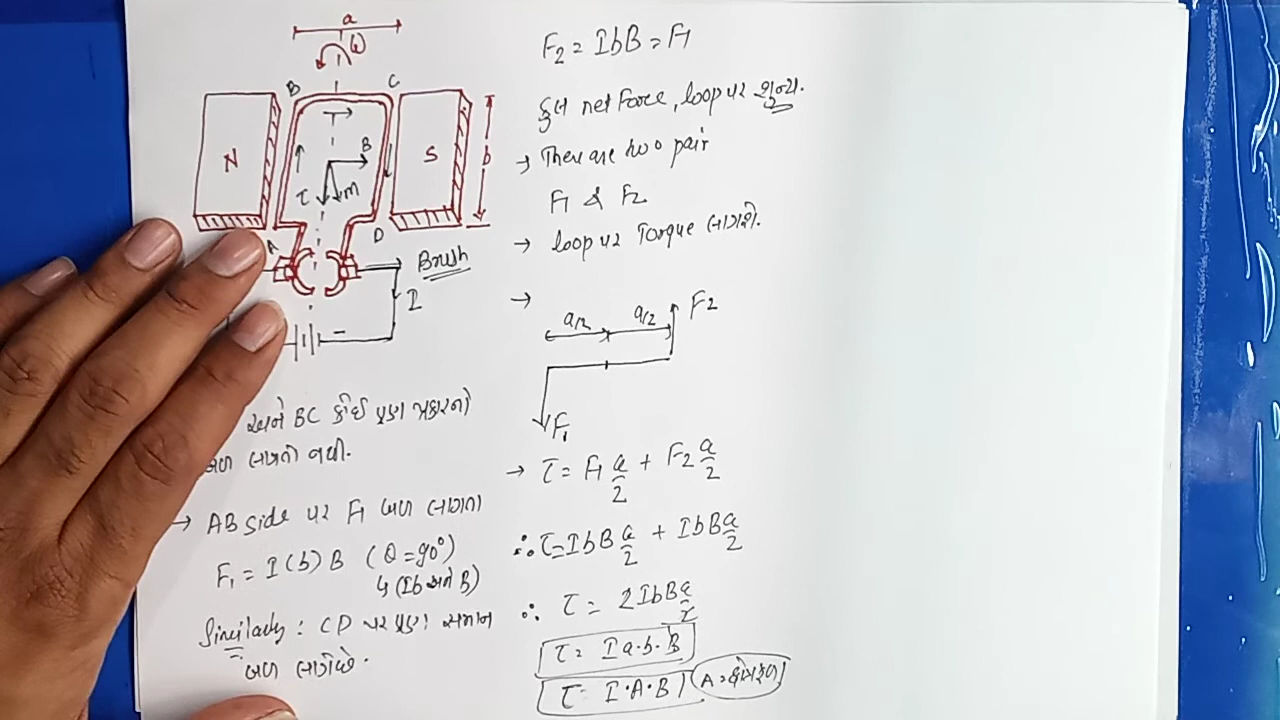 a
ω
B C
N S
B
b
τ m
A D
Brush
I
−
અને BC કોઈ પણ પ્રકારનો
બળ લાગતો નથી.
→ AB side પર F1 બળ લાગતા
F1 = I(b) B (θ = 90°)
(Ib અને B)
Similarly : CD પર પણ સમાન
બળ લાગે છે.
F2 = IbB = F1
કુલ net Force, loop પર શૂન્ય.
→ There are two pair
F1 & F2
→ loop પર Torque લાગશે.
→
a/2 a/2 F2
F1
→ τ = F1 a/2 + F2 a/2
∴ τ = IbB a/2 + IbB a/2
∴ τ = 2IbB a/2
τ = I a·b·B
τ = I·A·B A = ક્ષેત્રફળ